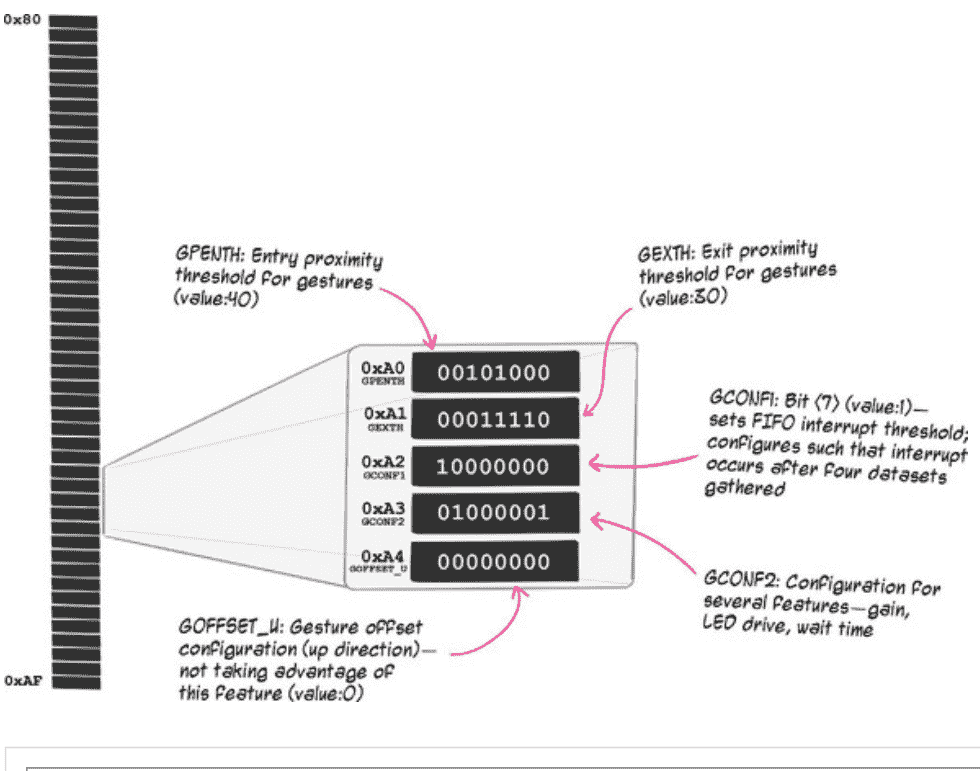 0x80
GPENTH: Entry proximity
threshold for gestures
(value:40)
GEXTH: Exit proximity
threshold for gestures
(value:30)
0xA0
GPENTH
00101000
0xA1
GEXTH
00011110
0xA2
GCONF1
10000000
0xA3
GCONF2
01000001
0xA4
GOFFSET_U
00000000
GCONF1: Bit <7> (value:1)—
sets FIFO interrupt threshold;
configures such that interrupt
occurs after four datasets
gathered
GCONF2: Configuration for
several features—gain,
LED drive, wait time
GOFFSET_U: Gesture offset
configuration (up direction)—
not taking advantage of
this feature (value:0)
0xAF